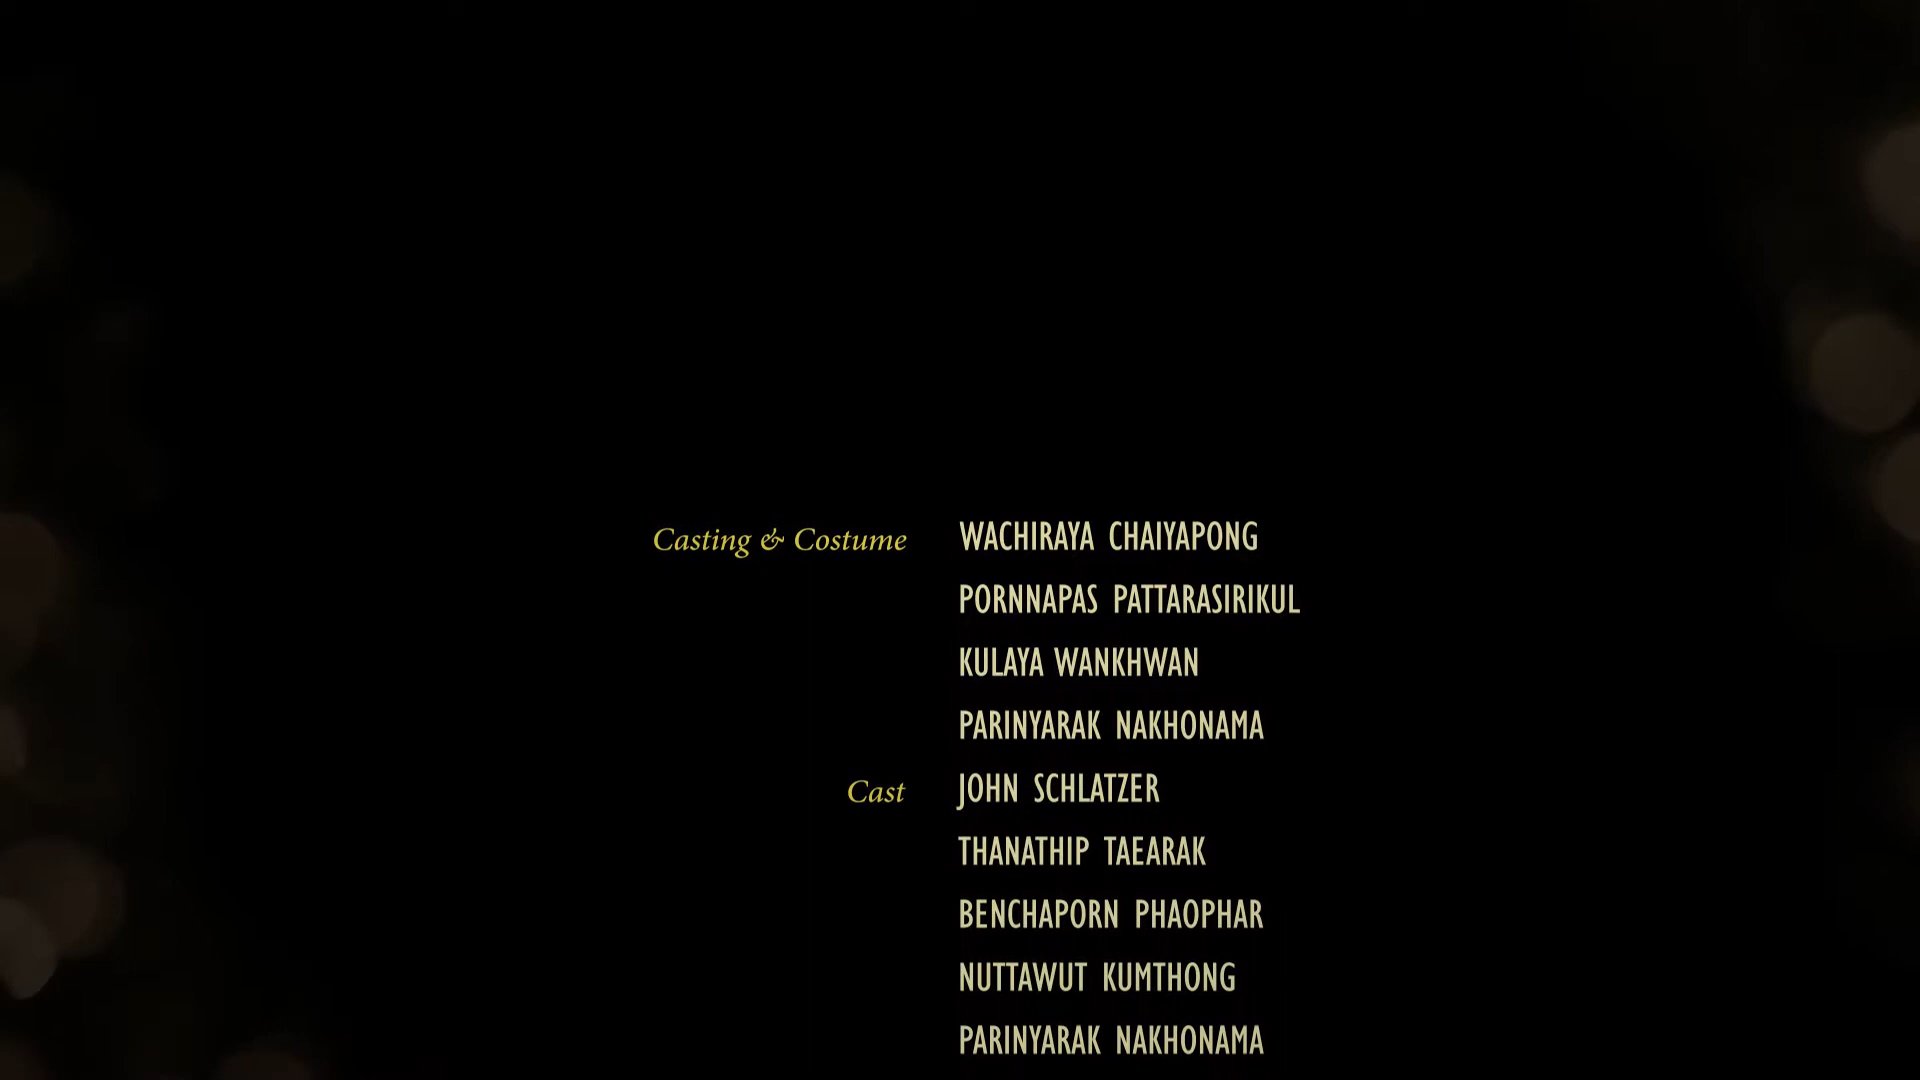 Casting & Costume WACHIRAYA CHAIYAPONG
PORNNAPAS PATTARASIRIKUL
KULAYA WANKHWAN
PARINYARAK NAKHONAMA
Cast JOHN SCHLATZER
THANATHIP TAEARAK
BENCHAPORN PHAOPHAR
NUTTAWUT KUMTHONG
PARINYARAK NAKHONAMA